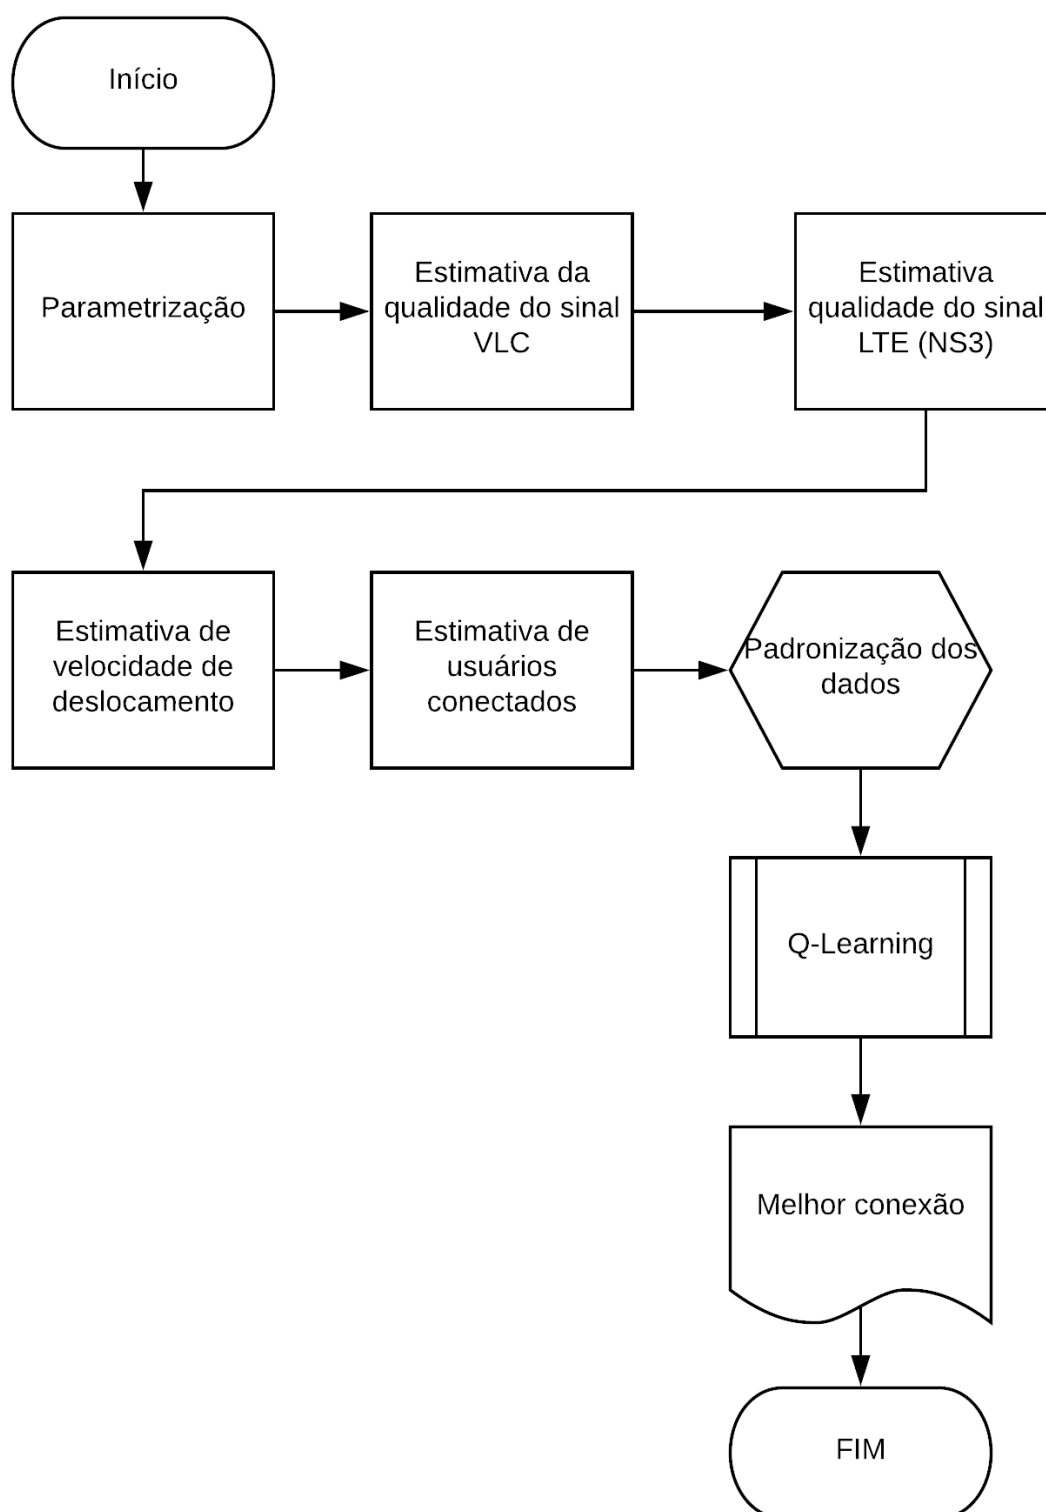 Início
Parametrização
Estimativa da
qualidade do sinal
VLC
Estimativa
qualidade do sinal
LTE (NS3)
Estimativa de
velocidade de
deslocamento
Estimativa de
usuários
conectados
Padronização dos
dados
Q-Learning
Melhor conexão
FIM